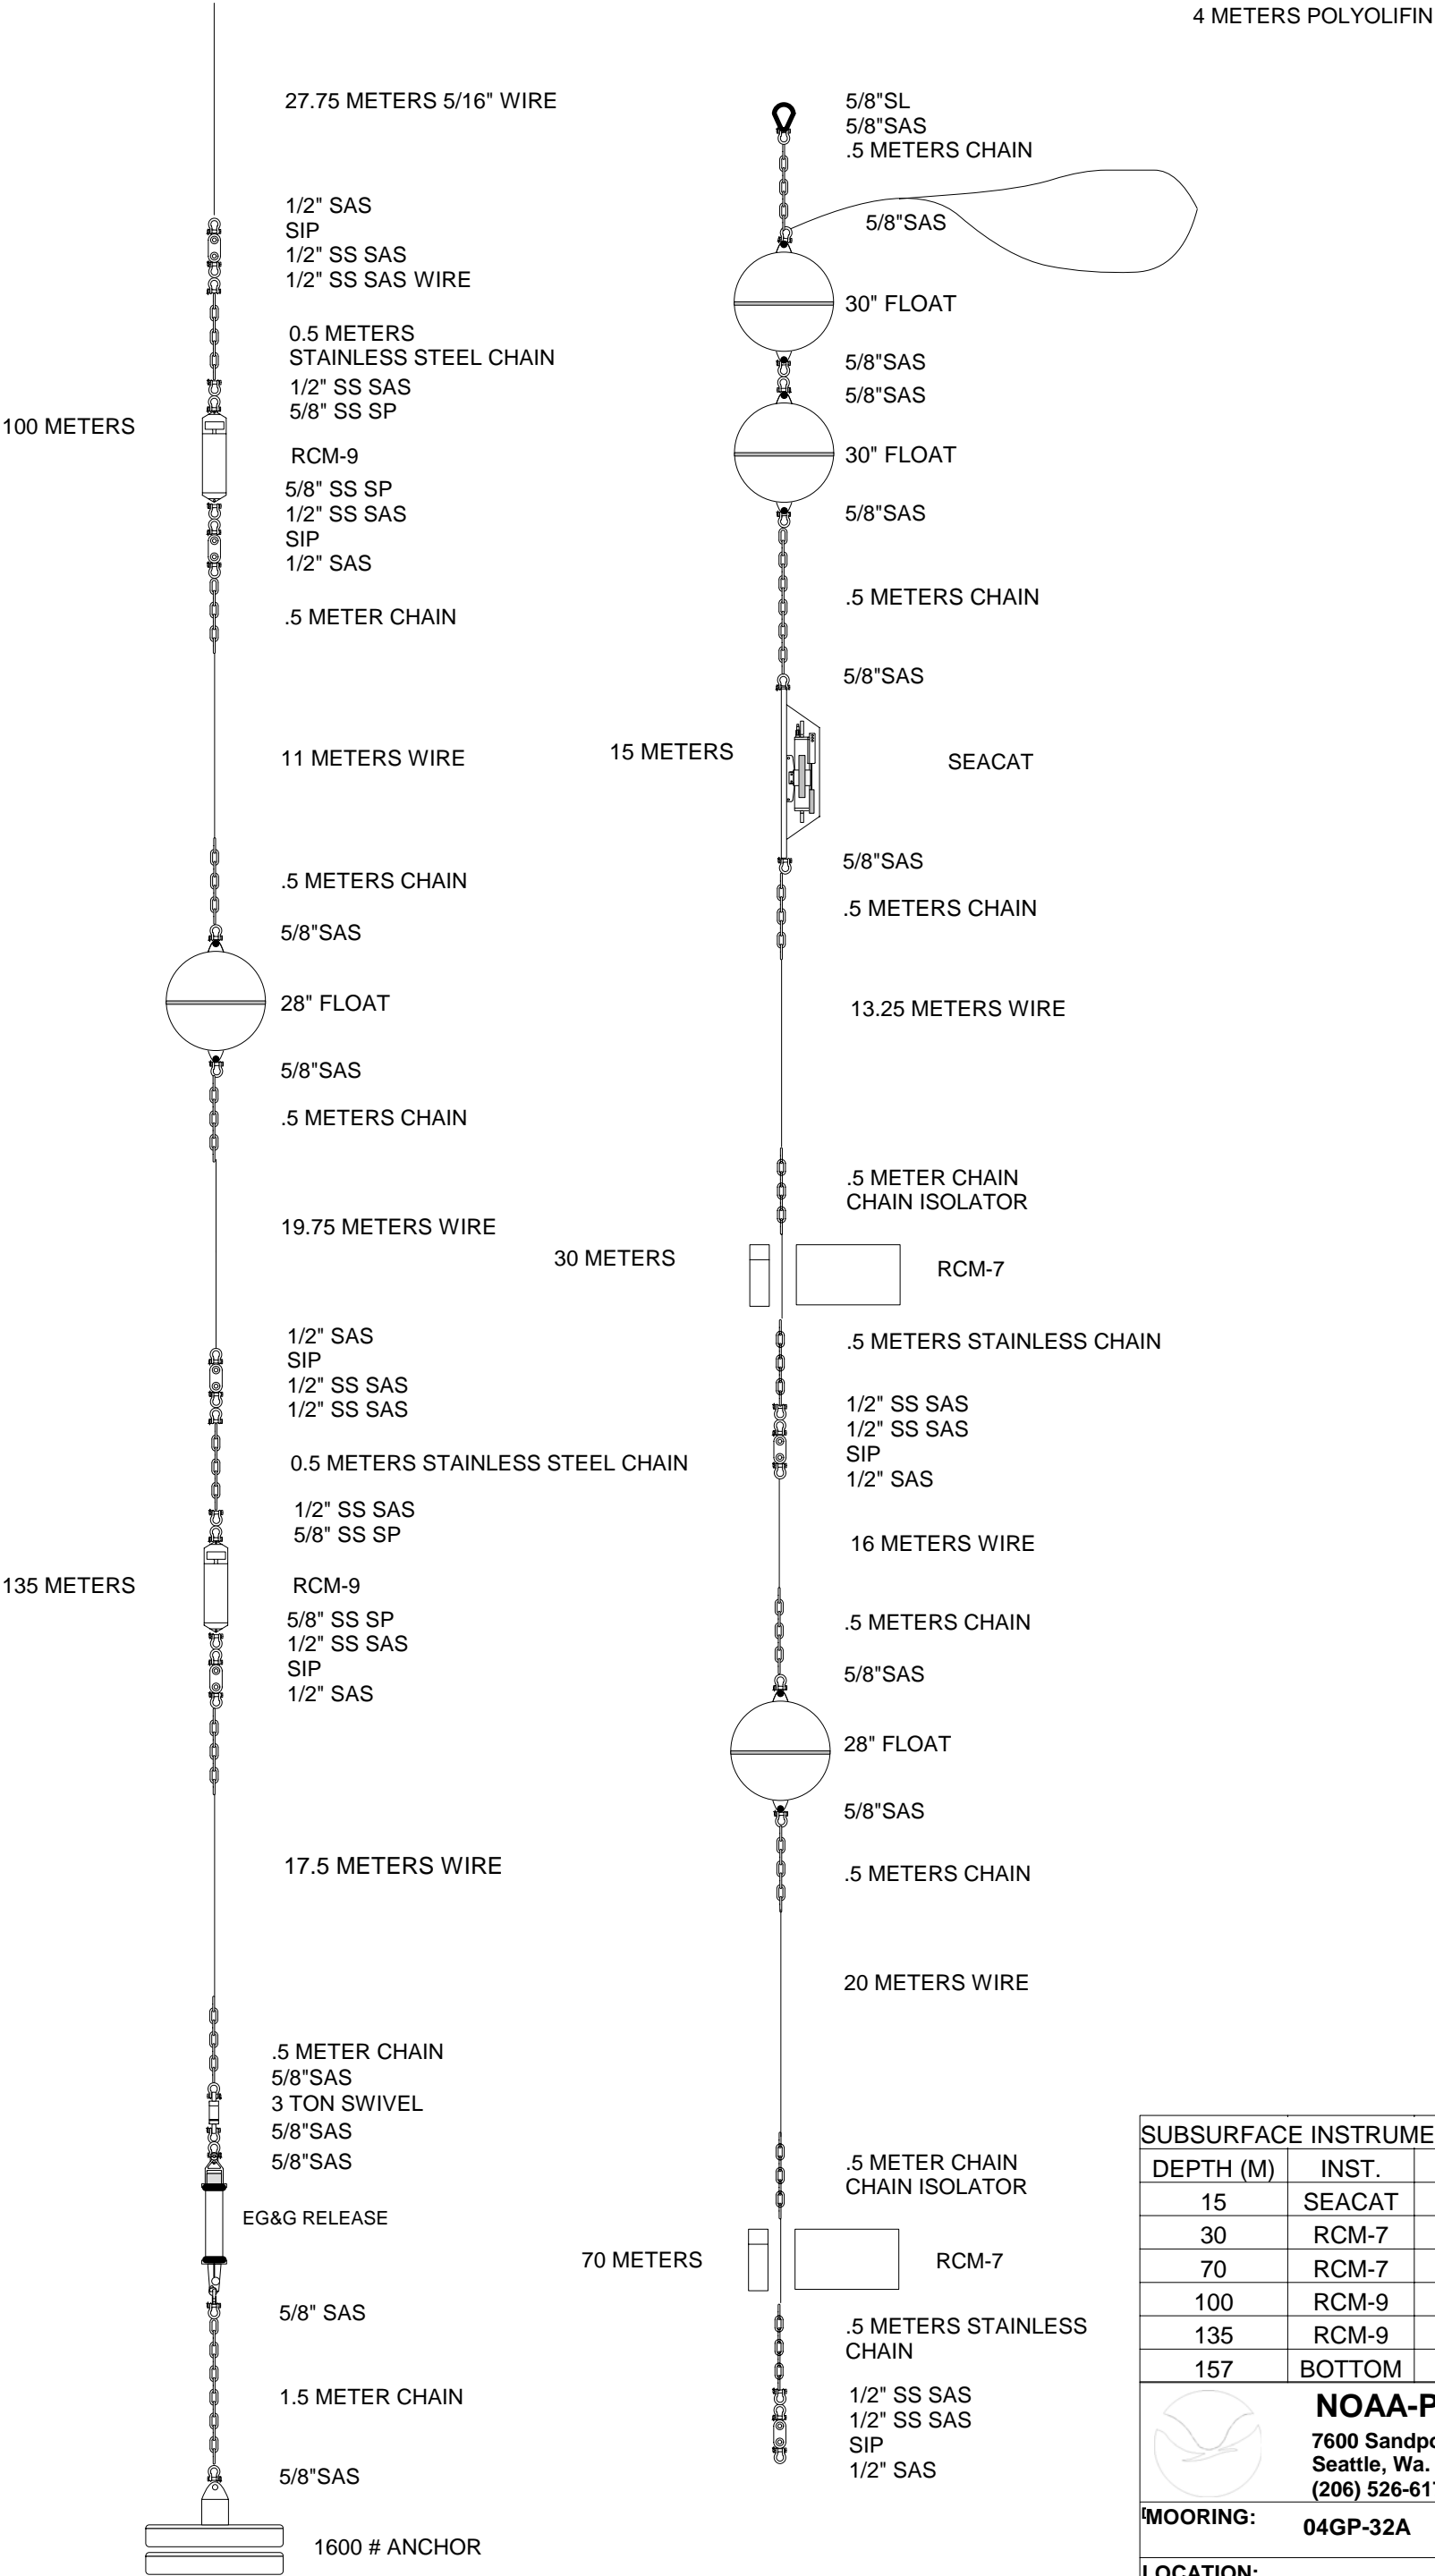 4 METERS POLYOLIFIN
27.75 METERS 5/16" WIRE
1/2" SAS
SIP
1/2" SS SAS
1/2" SS SAS WIRE
0.5 METERS
STAINLESS STEEL CHAIN
1/2" SS SAS
5/8" SS SP
100 METERS
RCM-9
5/8" SS SP
1/2" SS SAS
SIP
1/2" SAS
.5 METER CHAIN
11 METERS WIRE
.5 METERS CHAIN
5/8"SAS
28" FLOAT
5/8"SAS
.5 METERS CHAIN
19.75 METERS WIRE
1/2" SAS
SIP
1/2" SS SAS
1/2" SS SAS
0.5 METERS STAINLESS STEEL CHAIN
1/2" SS SAS
5/8" SS SP
135 METERS
RCM-9
5/8" SS SP
1/2" SS SAS
SIP
1/2" SAS
17.5 METERS WIRE
.5 METER CHAIN
5/8"SAS
3 TON SWIVEL
5/8"SAS
5/8"SAS
EG&G RELEASE
5/8" SAS
1.5 METER CHAIN
5/8"SAS
1600 # ANCHOR
5/8"SL
5/8"SAS
.5 METERS CHAIN
5/8"SAS
30" FLOAT
5/8"SAS
5/8"SAS
30" FLOAT
5/8"SAS
.5 METERS CHAIN
5/8"SAS
15 METERS
SEACAT
5/8"SAS
.5 METERS CHAIN
13.25 METERS WIRE
.5 METER CHAIN
CHAIN ISOLATOR
30 METERS
RCM-7
.5 METERS STAINLESS CHAIN
1/2" SS SAS
1/2" SS SAS
SIP
1/2" SAS
16 METERS WIRE
.5 METERS CHAIN
5/8"SAS
28" FLOAT
5/8"SAS
.5 METERS CHAIN
20 METERS WIRE
.5 METER CHAIN
CHAIN ISOLATOR
70 METERS
RCM-7
.5 METERS STAINLESS
CHAIN
1/2" SS SAS
1/2" SS SAS
SIP
1/2" SAS
SUBSURFACE INSTRUME
DEPTH (M) INST.
15 SEACAT
30 RCM-7
70 RCM-7
100 RCM-9
135 RCM-9
157 BOTTOM
NOAA-P
7600 Sandpo
Seattle, Wa.
(206) 526-617
MOORING: 04GP-32A
LOCATION: